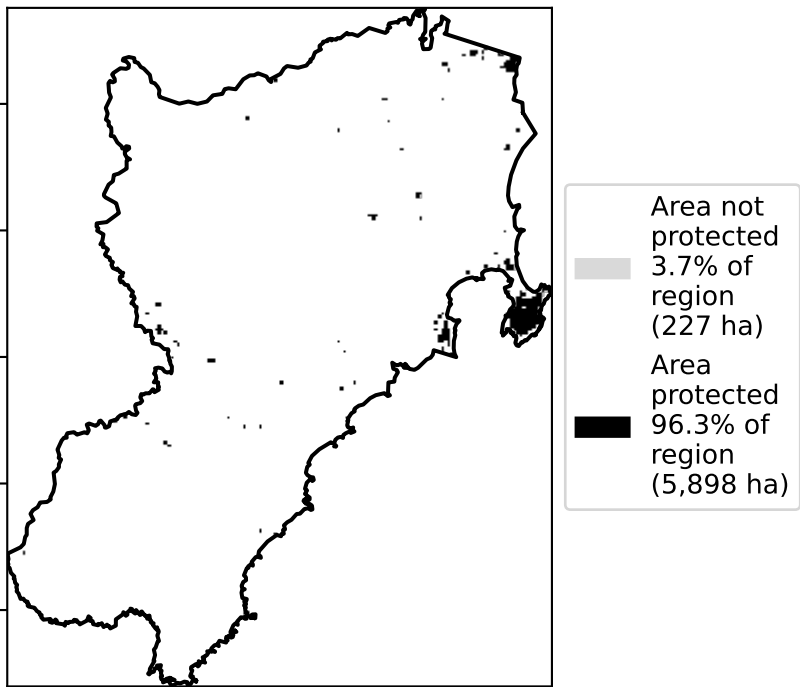 Area not
protected
3.7% of
region
(227 ha)
Area
protected
96.3% of
region
(5,898 ha)